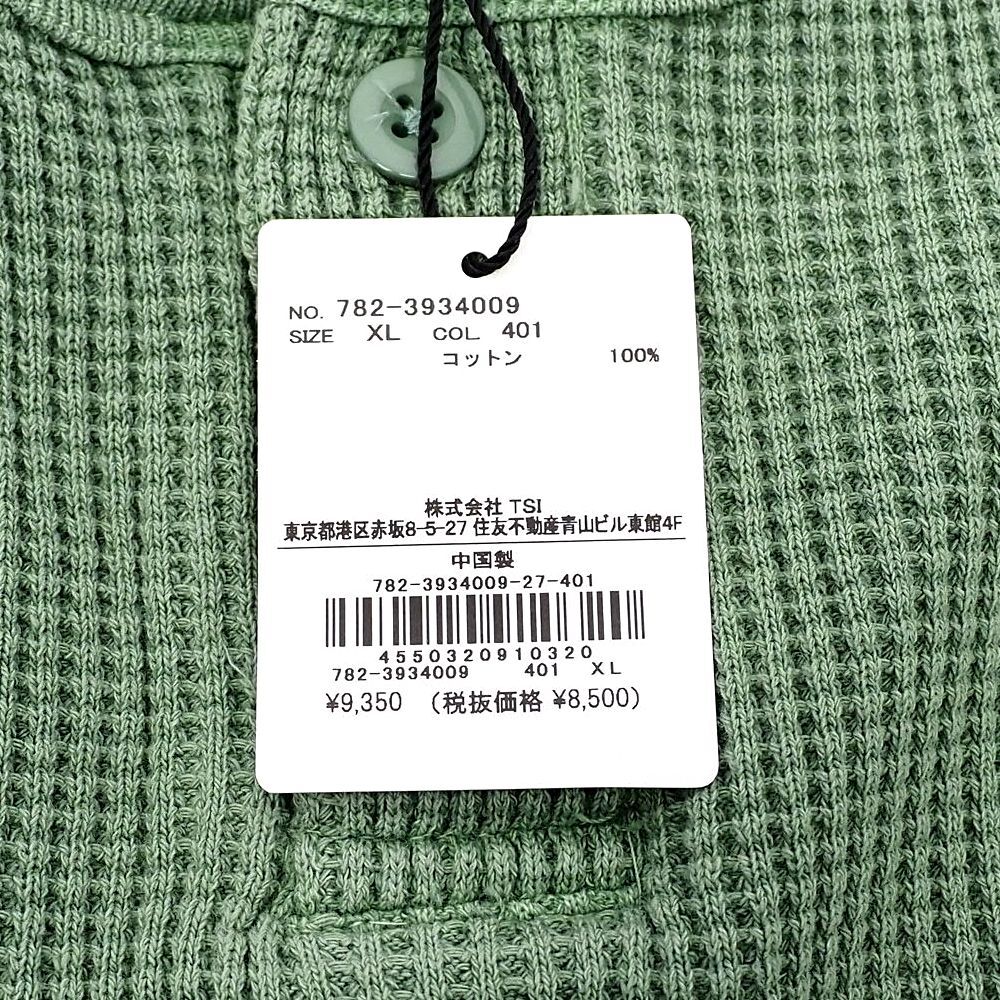 NO. 782-3934009
SIZE XL COL 401
コットン 100%
株式会社 TSI
東京都港区赤坂8-5-27 住友不動産青山ビル東館4F
中国製
782-3934009-27-401
4550320910320
782-3934009 401 XL
¥9,350 (税抜価格 ¥8,500)